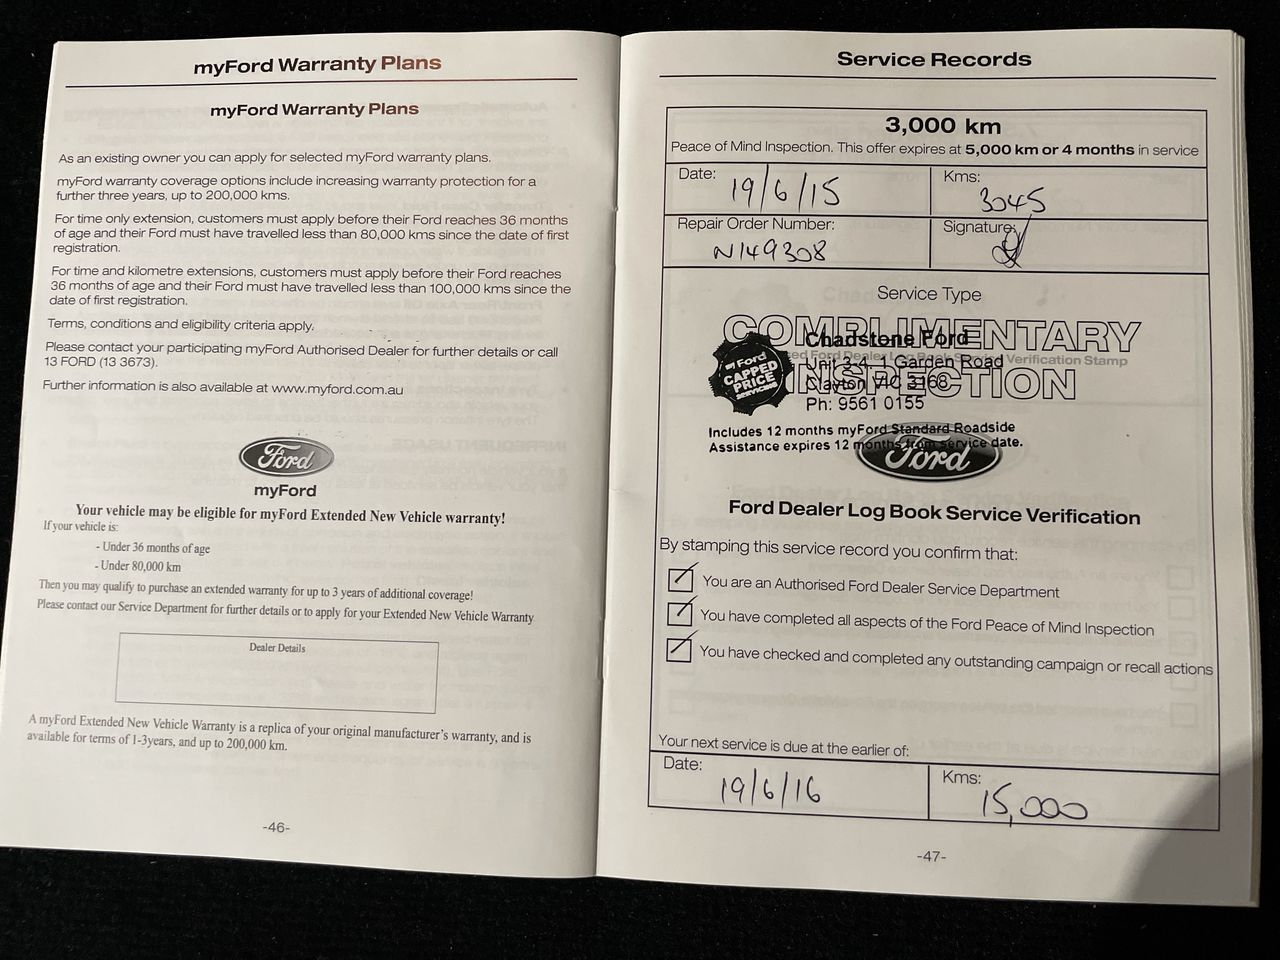 myFord Warranty Plans
myFord Warranty Plans
As an existing owner you can apply for selected myFord warranty plans.
myFord warranty coverage options include increasing warranty protection for a
further three years, up to 200,000 kms.
For time only extension, customers must apply before their Ford reaches 36 months
of age and their Ford must have travelled less than 80,000 kms since the date of first
registration.
For time and kilometre extensions, customers must apply before their Ford reaches
36 months of age and their Ford must have travelled less than 100,000 kms since the
date of first registration.
Terms, conditions and eligibility criteria apply.
Please contact your participating myFord Authorised Dealer for further details or call
13 FORD (13 3673).
Further information is also available at www.myford.com.au
Ford
myFord
Your vehicle may be eligible for myFord Extended New Vehicle warranty!
If your vehicle is:
- Under 36 months of age
- Under 80,000 km
Then you may qualify to purchase an extended warranty for up to 3 years of additional coverage!
Please contact our Service Department for further details or to apply for your Extended New Vehicle Warranty
Dealer Details
A myFord Extended New Vehicle Warranty is a replica of your original manufacturer's warranty, and is
available for terms of 1-3years, and up to 200,000 km.
-46-
Service Records
3,000 km
Peace of Mind Inspection. This offer expires at 5,000 km or 4 months in service
Date: 19/6/15
Kms: 3045
Repair Order Number: N149308
Signature:
Service Type
COMPLIMENTARY
INSPECTION
Ford Dealer Log Book Service Verification Stamp
Ford
CAPPED
PRICE
SERVICING
Chadstone Ford
Unit 3-4, 1 Garden Road
Clayton VIC 3168
Ph: 9561 0155
Includes 12 months myFord Standard Roadside
Assistance expires 12 months from service date.
Ford
Ford Dealer Log Book Service Verification
By stamping this service record you confirm that:
You are an Authorised Ford Dealer Service Department
You have completed all aspects of the Ford Peace of Mind Inspection
You have checked and completed any outstanding campaign or recall actions
Your next service is due at the earlier of:
Date: 19/6/16
Kms: 15,000
-47-